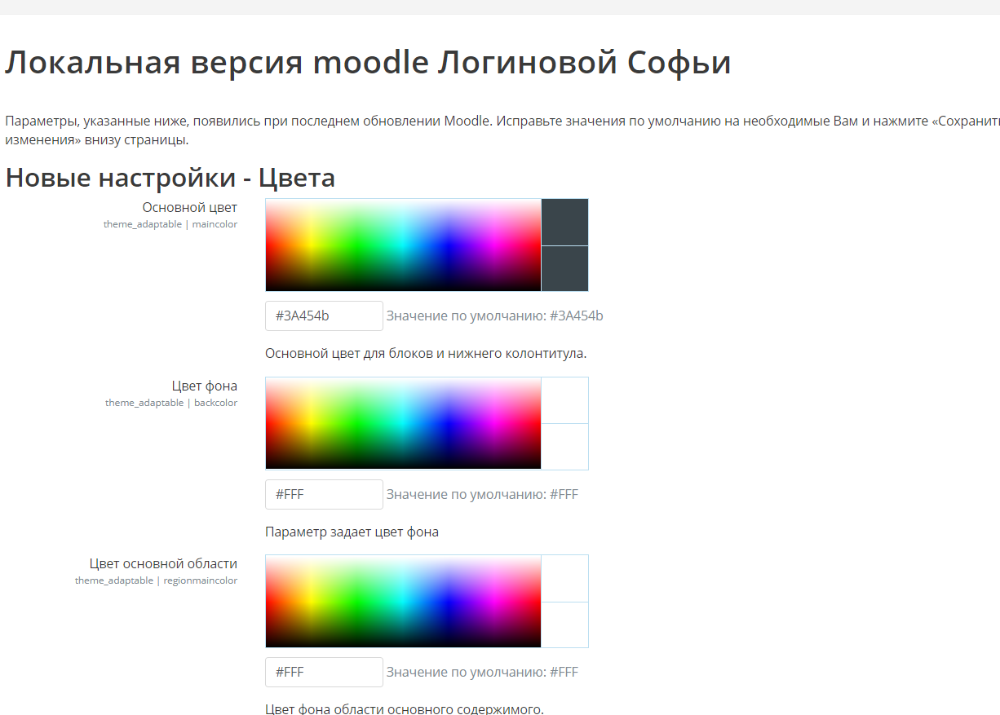 Локальная версия moodle Логиновой Софьи
Параметры, указанные ниже, появились при последнем обновлении Moodle. Исправьте значения по умолчанию на необходимые Вам и нажмите «Сохранить
изменения» внизу страницы.
Новые настройки - Цвета
Основной цвет
theme_adaptable | maincolor
#3A454b Значение по умолчанию: #3A454b
Основной цвет для блоков и нижнего колонтитула.
Цвет фона
theme_adaptable | backcolor
#FFF Значение по умолчанию: #FFF
Параметр задает цвет фона
Цвет основной области
theme_adaptable | regionmaincolor
#FFF Значение по умолчанию: #FFF
Цвет фона области основного содержимого.